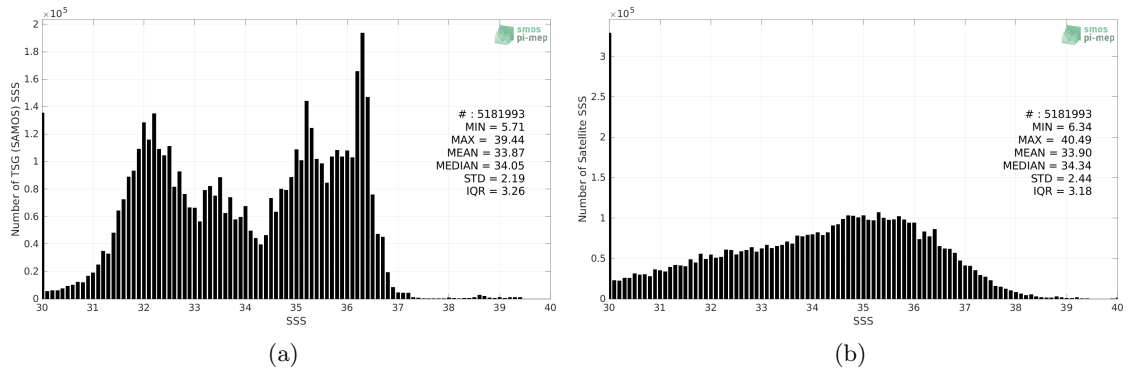 ×10⁵
2
1.8
1.6
1.4
1.2
1
0.8
0.6
0.4
0.2
0
30 31 32 33 34 35 36 37 38 39 40
Number of TSG (SAMOS) SSS
SSS
smos
pi-mep
# : 5181993
MIN = 5.71
MAX = 39.44
MEAN = 33.87
MEDIAN = 34.05
STD = 2.19
IQR = 3.26
(a)
×10⁵
3
2.5
2
1.5
1
0.5
0
30 31 32 33 34 35 36 37 38 39 40
Number of Satellite SSS
SSS
smos
pi-mep
# : 5181993
MIN = 6.34
MAX = 40.49
MEAN = 33.90
MEDIAN = 34.34
STD = 2.44
IQR = 3.18
(b)